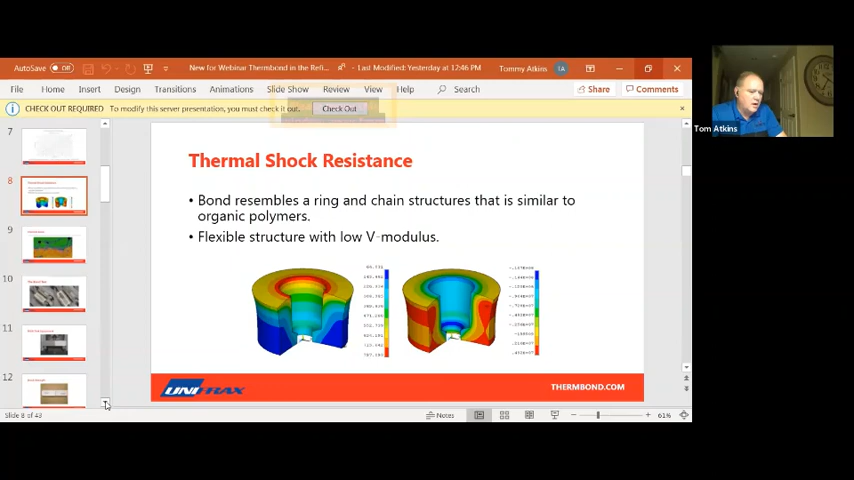 AutoSave Off
New for Webinar Thermbond in the Refi...
- Last Modified: Yesterday at 12:46 PM
Tommy Atkins
TA
File Home Insert Design Transitions Animations Slide Show Review View Help Search
Share Comments
CHECK OUT REQUIRED To modify this server presentation, you must check it out. Check Out
Tom Atkins
7
8
9
10
11
12
Thermal Shock Resistance
• Bond resembles a ring and chain structures that is similar to
organic polymers.
• Flexible structure with low V-modulus.
UNIFRAX
THERMBOND.COM
Slide 8 of 43
Notes
61%